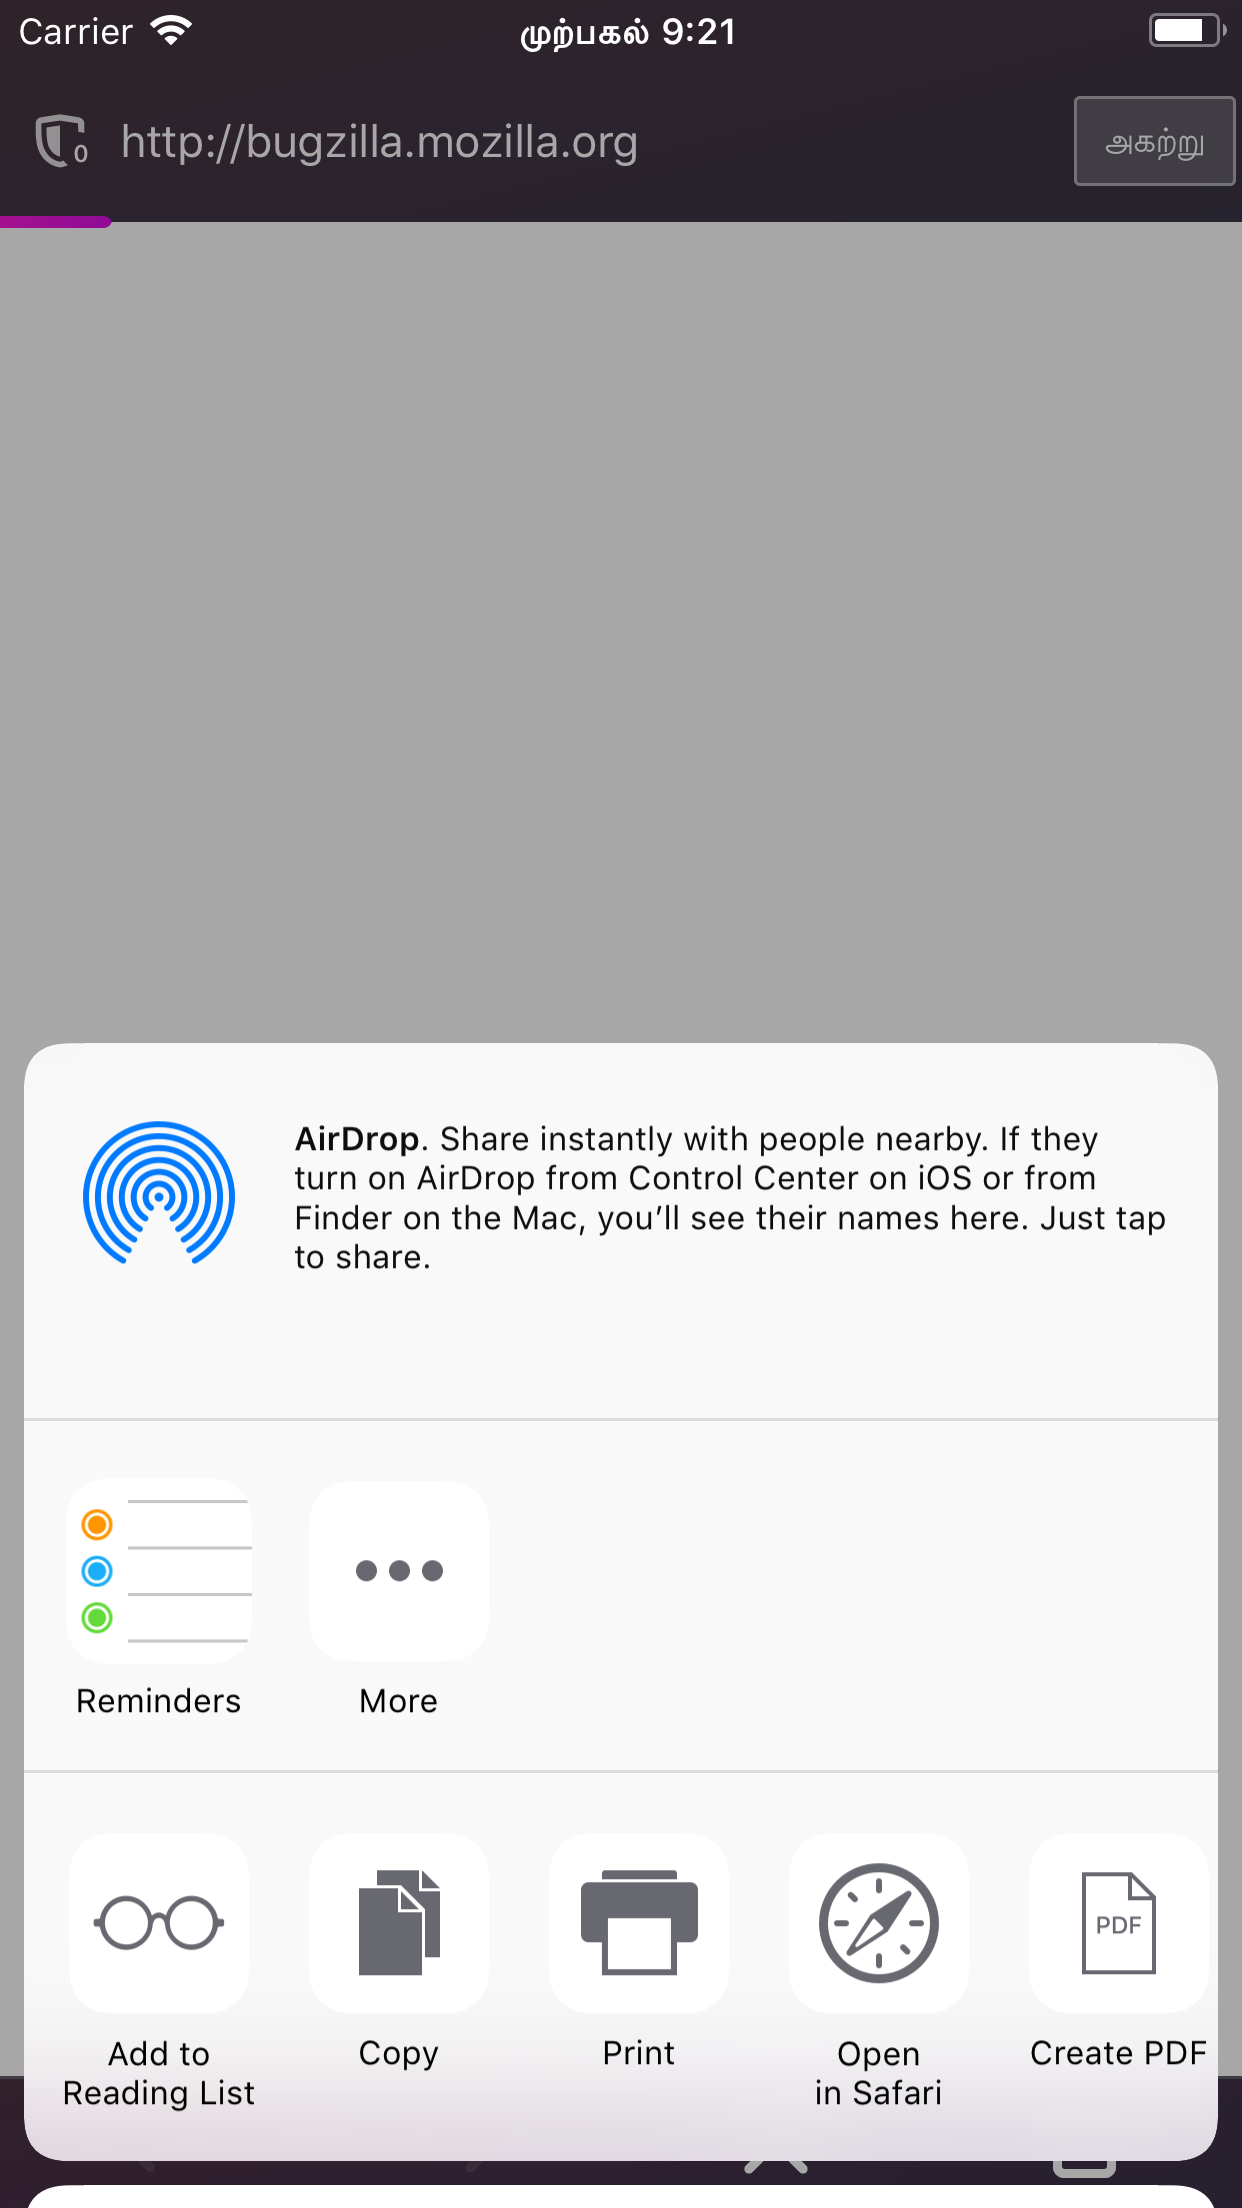 Carrier முற்பகல் 9:21
0 http://bugzilla.mozilla.org அகற்று
AirDrop. Share instantly with people nearby. If they
turn on AirDrop from Control Center on iOS or from
Finder on the Mac, you’ll see their names here. Just tap
to share.
Reminders More
PDF
Add to Reading List
Copy
Print
Open in Safari
Create PDF